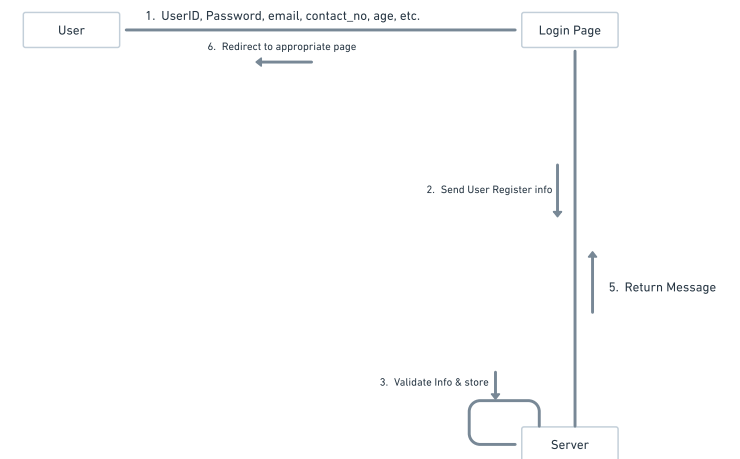 1. UserID, Password, email, contact_no, age, etc.
User
Login Page
6. Redirect to appropriate page
2. Send User Register info
5. Return Message
3. Validate Info & store
Server